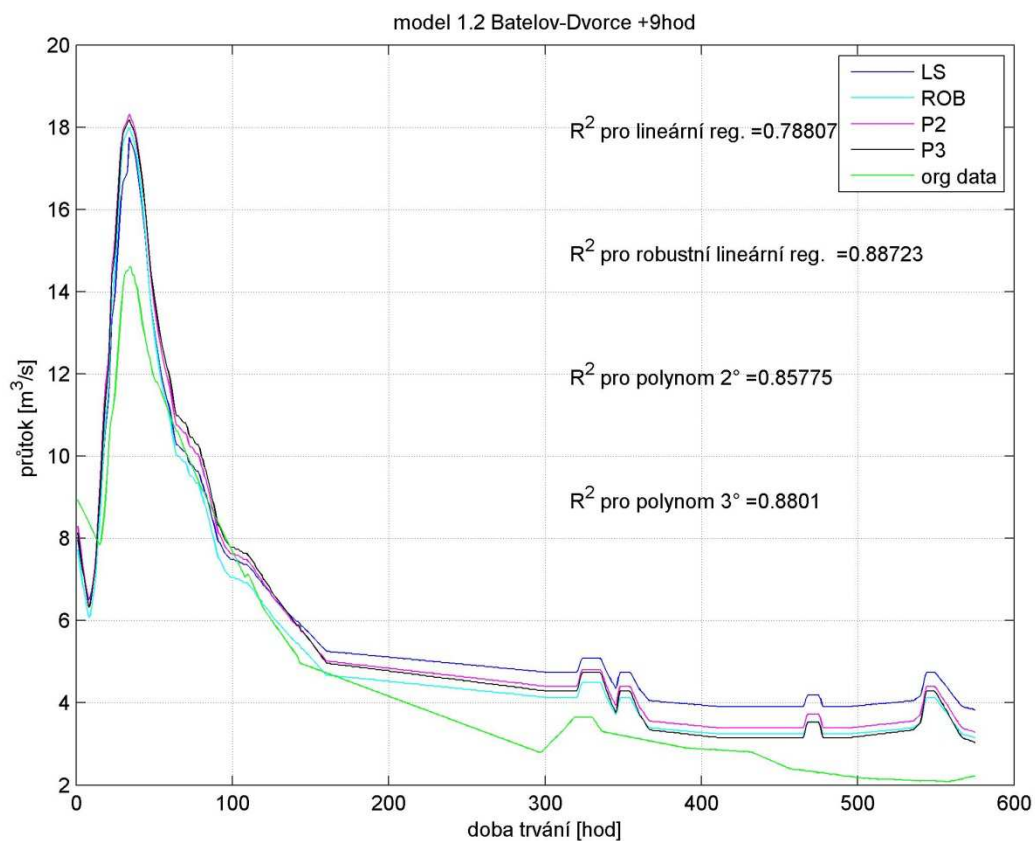 model 1.2 Batelov-Dvorce +9hod
20
18
16
14
12
10
8
6
4
2
průtok [m³/s]
0
100
200
300
400
500
600
doba trvání [hod]
LS
ROB
P2
P3
org data
R² pro lineární reg. =0.78807
R² pro robustní lineární reg.  =0.88723
R² pro polynom 2° =0.85775
R² pro polynom 3° =0.8801